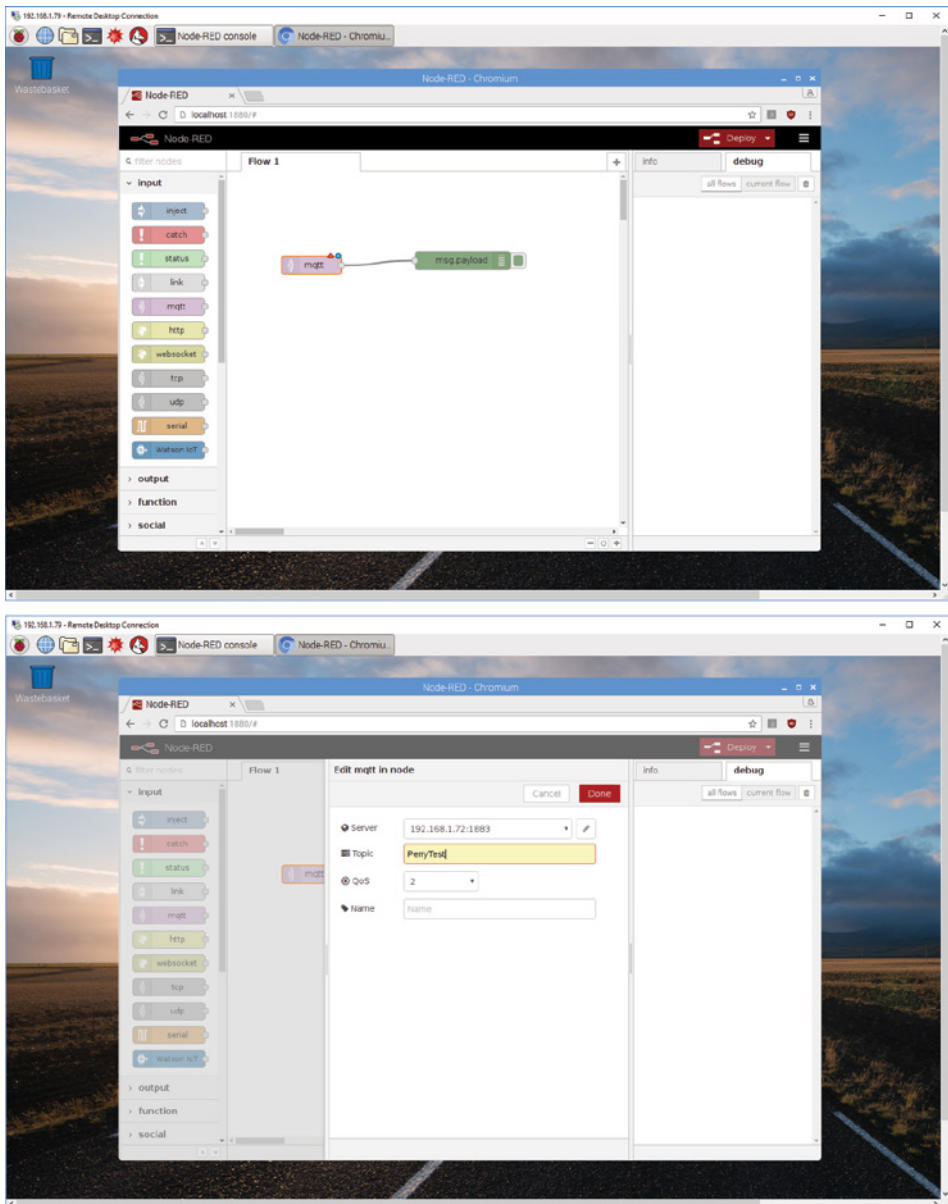 192.168.1.79 - Remote Desktop Connection
Node-RED console
Node-RED - Chromiu...
Wastebasket
Node-RED - Chromium
Node-RED
localhost:1880/#
Node-RED
Deploy
filter nodes
Flow 1
info
debug
input
all flows
current flow
inject
catch
status
link
mqtt
http
websocket
tcp
udp
serial
Watson IoT
mqtt
msg.payload
output
function
social
192.168.1.79 - Remote Desktop Connection
Node-RED console
Node-RED - Chromiu...
Wastebasket
Node-RED - Chromium
Node-RED
localhost:1880/#
Node-RED
Deploy
filter nodes
Flow 1
Edit mqtt in node
info
debug
input
Cancel
Done
all flows
current flow
inject
catch
status
link
mqtt
http
websocket
tcp
udp
serial
Watson IoT
mqtt
Server
192.168.1.72:1883
Topic
PerryTest
QoS
2
Name
Name
output
function
social